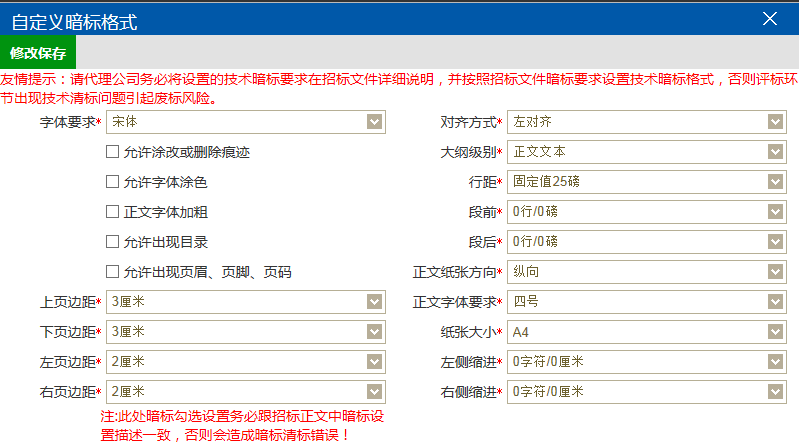 自定义暗标格式
修改保存
友情提示：请代理公司务必将设置的技术暗标要求在招标文件详细说明，并按照招标文件暗标要求设置技术暗标格式，否则评标环
节出现技术清标问题引起废标风险。
字体要求* 宋体 对齐方式* 左对齐
允许涂改或删除痕迹 大纲级别* 正文文本
允许字体涂色 行距* 固定值25磅
正文字体加粗 段前* 0行/0磅
允许出现目录 段后* 0行/0磅
允许出现页眉、页脚、页码 正文纸张方向* 纵向
上页边距* 3厘米 正文字体要求* 四号
下页边距* 3厘米 纸张大小* A4
左页边距* 2厘米 左侧缩进* 0字符/0厘米
右页边距* 2厘米 右侧缩进* 0字符/0厘米
注:此处暗标勾选设置务必跟招标正文中暗标设
置描述一致，否则会造成暗标清标错误！